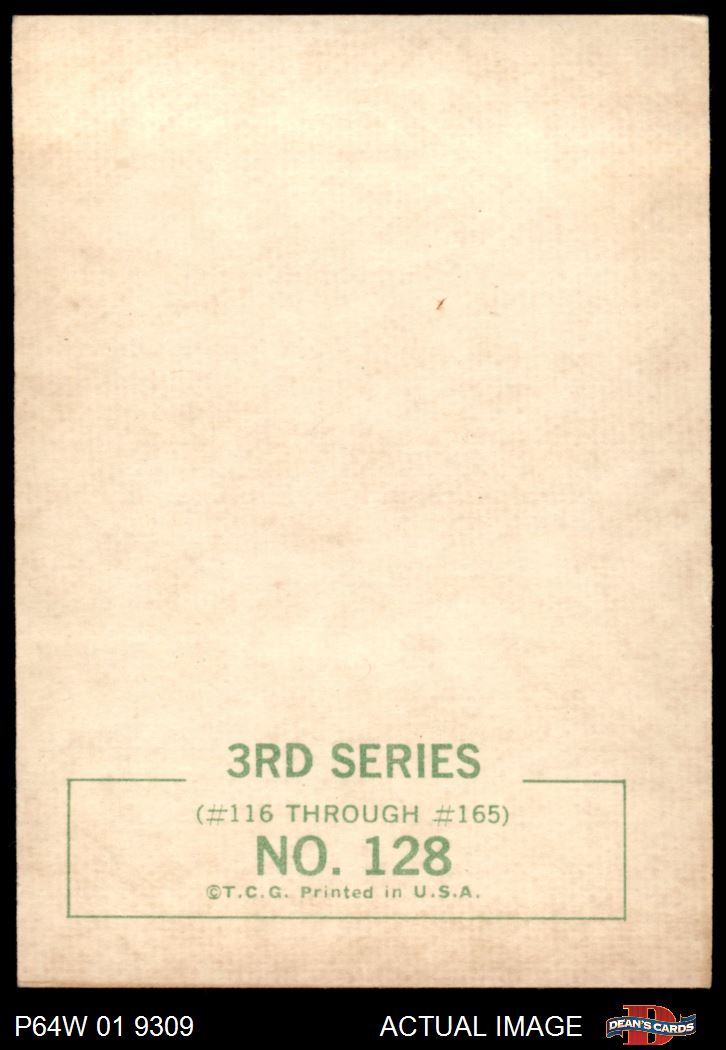 3RD SERIES
(#116 THROUGH #165)
NO. 128
©T.C.G. Printed in U.S.A.
P64W 01 9309
ACTUAL IMAGE
D
DEAN'S CARDS